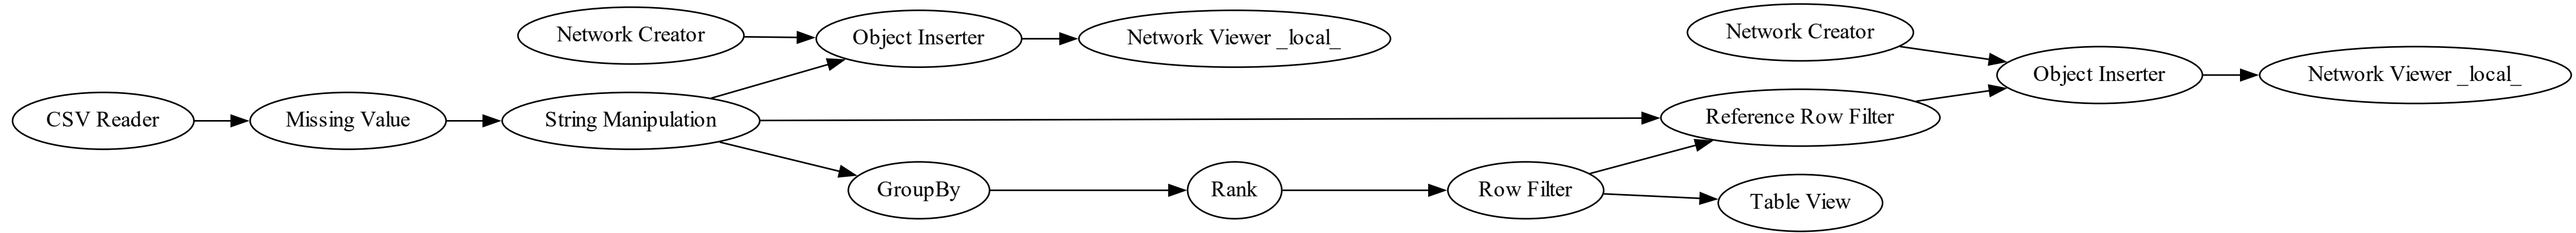 Network Creator
Object Inserter
Network Viewer _local_
Network Creator
Object Inserter
Network Viewer _local_
CSV Reader
Missing Value
String Manipulation
Reference Row Filter
GroupBy
Rank
Row Filter
Table View